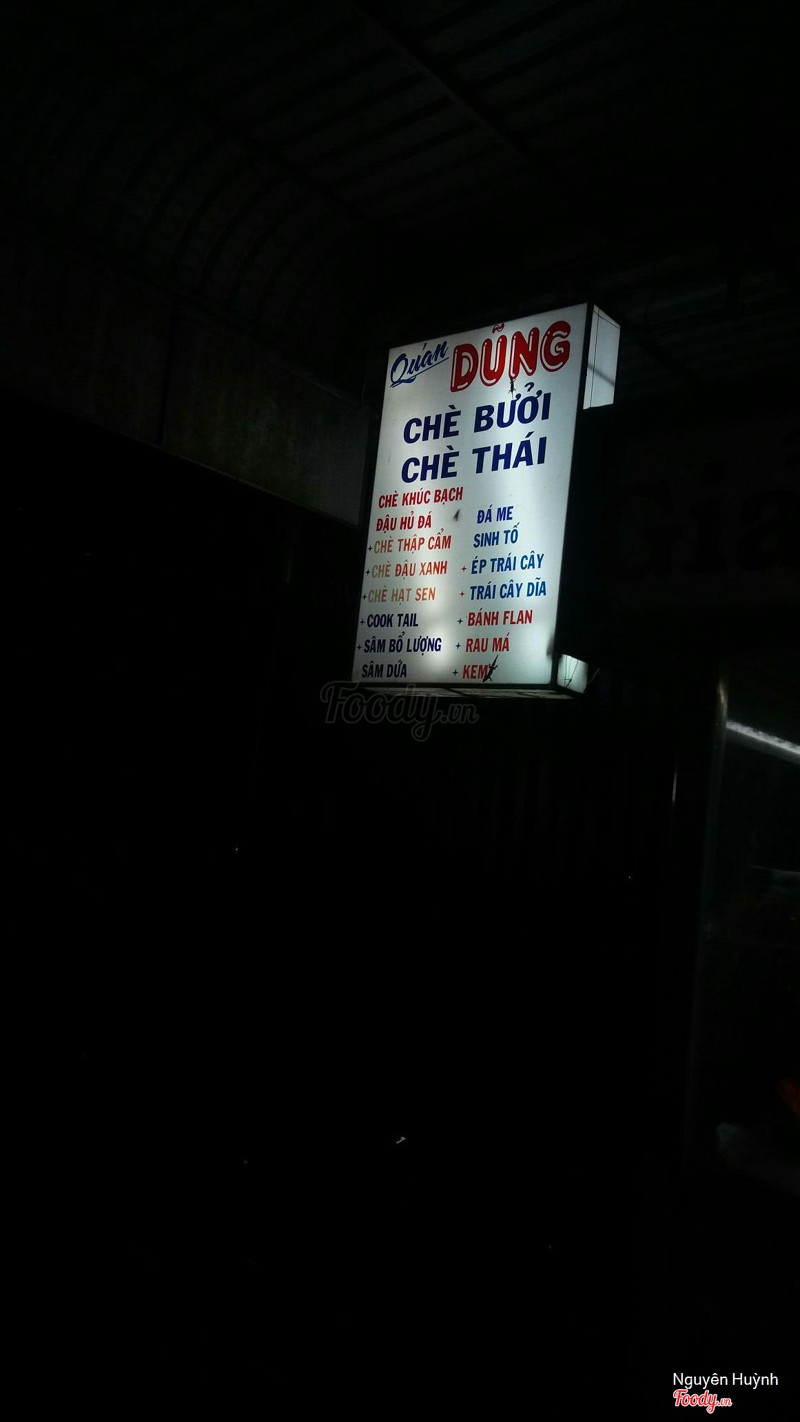 Quán DŨNG
CHÈ BƯỞI
CHÈ THÁI
CHÈ KHÚC BẠCH
ĐẬU HỦ ĐÁ
+ CHÈ THẬP CẨM
+ CHÈ ĐẬU XANH
+ CHÈ HẠT SEN
+ COOK TAIL
+ SÂM BỔ LƯỢNG
SÂM DỨA
ĐÁ ME
SINH TỐ
+ ÉP TRÁI CÂY
+ TRÁI CÂY DĨA
+ BÁNH FLAN
+ RAU MÁ
+ KEM
Foody.vn
Nguyên Huỳnh
Foody.vn